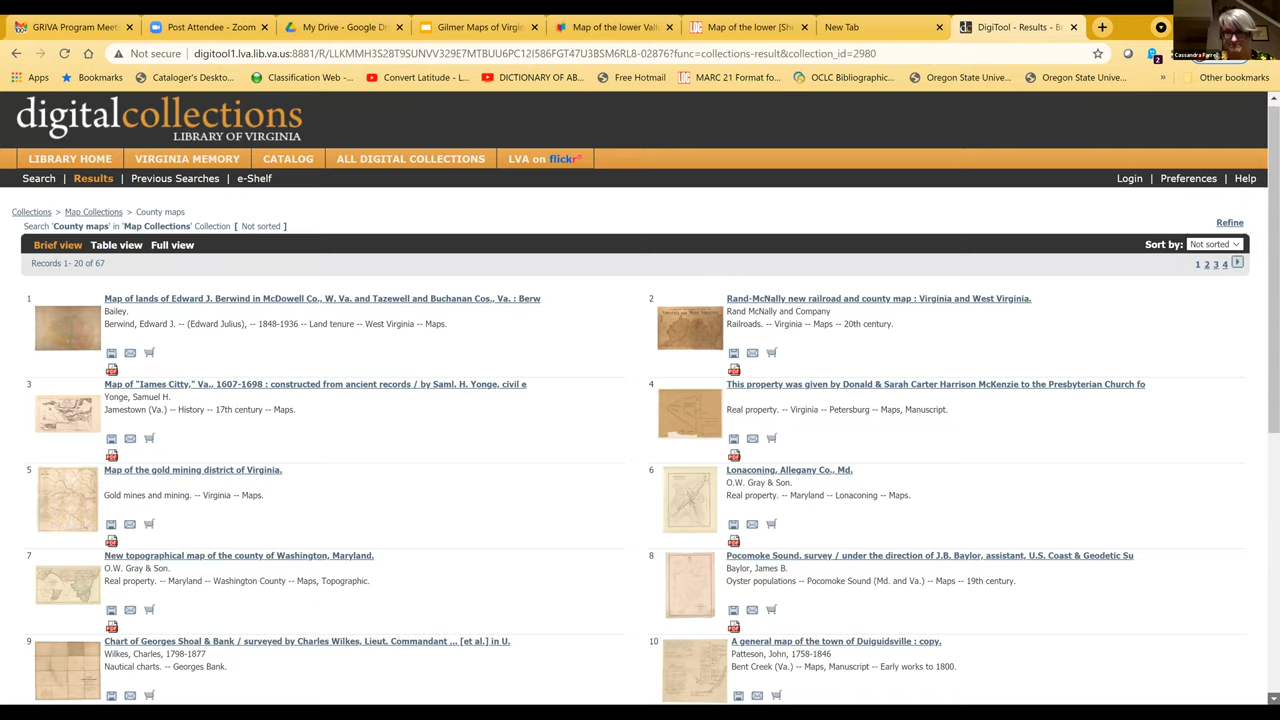 GRIVA Program Meet
Post Attendee - Zoom
My Drive - Google Dr
Gilmer Maps of Virgin
Map of the lower Vall
Map of the lower [She
New Tab
DigiTool - Results - Br
Not secure
digitool1.lva.lib.va.us:8881/R/LLKMMH3S28T9SUNVV329E7MTBUU6PC12I586FGT47U3BSM6RL8-02876?func=collections-result&collection_id=2980
2
Cassandra Farrel
Apps
Bookmarks
Cataloger's Deskto...
Classification Web -...
Convert Latitude - L...
DICTIONARY OF AB...
Free Hotmail
MARC 21 Format fo...
OCLC Bibliographic...
Oregon State Unive...
Oregon State Unive...
»
Other bookmarks
digitalcollections
LIBRARY OF VIRGINIA
LIBRARY HOME
VIRGINIA MEMORY
CATALOG
ALL DIGITAL COLLECTIONS
LVA on flickr
Search | Results | Previous Searches | e-Shelf
Login | Preferences | Help
Collections > Map Collections > County maps
Search 'County maps' in 'Map Collections' Collection [ Not sorted ]
Refine
Brief view Table view Full view
Sort by: Not sorted
Records 1- 20 of 67
1 2 3 4
1
Map of lands of Edward J. Berwind in McDowell Co., W. Va. and Tazewell and Buchanan Cos., Va. : Berw
Bailey.
Berwind, Edward J. -- (Edward Julius), -- 1848-1936 -- Land tenure -- West Virginia -- Maps.
PDF
2
Rand-McNally new railroad and county map : Virginia and West Virginia.
Rand McNally and Company
Railroads. -- Virginia -- Maps -- 20th century.
PDF
3
Map of "Iames Citty," Va., 1607-1698 : constructed from ancient records / by Saml. H. Yonge, civil e
Yonge, Samuel H.
Jamestown (Va.) -- History -- 17th century -- Maps.
PDF
4
This property was given by Donald & Sarah Carter Harrison McKenzie to the Presbyterian Church fo
Real property. -- Virginia -- Petersburg -- Maps, Manuscript.
PDF
5
Map of the gold mining district of Virginia.
Gold mines and mining. -- Virginia -- Maps.
PDF
6
Lonaconing, Allegany Co., Md.
O.W. Gray & Son.
Real property. -- Maryland -- Lonaconing -- Maps.
PDF
7
New topographical map of the county of Washington, Maryland.
O.W. Gray & Son.
Real property. -- Maryland -- Washington County -- Maps, Topographic.
PDF
8
Pocomoke Sound. survey / under the direction of J.B. Baylor, assistant, U.S. Coast & Geodetic Su
Baylor, James B.
Oyster populations -- Pocomoke Sound (Md. and Va.) -- Maps -- 19th century.
PDF
9
Chart of Georges Shoal & Bank / surveyed by Charles Wilkes, Lieut. Commandant ... [et al.] in U.
Wilkes, Charles, 1798-1877
Nautical charts. -- Georges Bank.
10
A general map of the town of Duiguidsville : copy.
Patteson, John, 1758-1846
Bent Creek (Va.) -- Maps, Manuscript -- Early works to 1800.